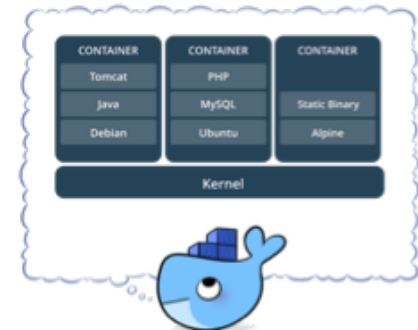 CONTAINER
Tomcat
Java
Debian
CONTAINER
PHP
MySQL
Ubuntu
CONTAINER
Static Binary
Alpine
Kernel